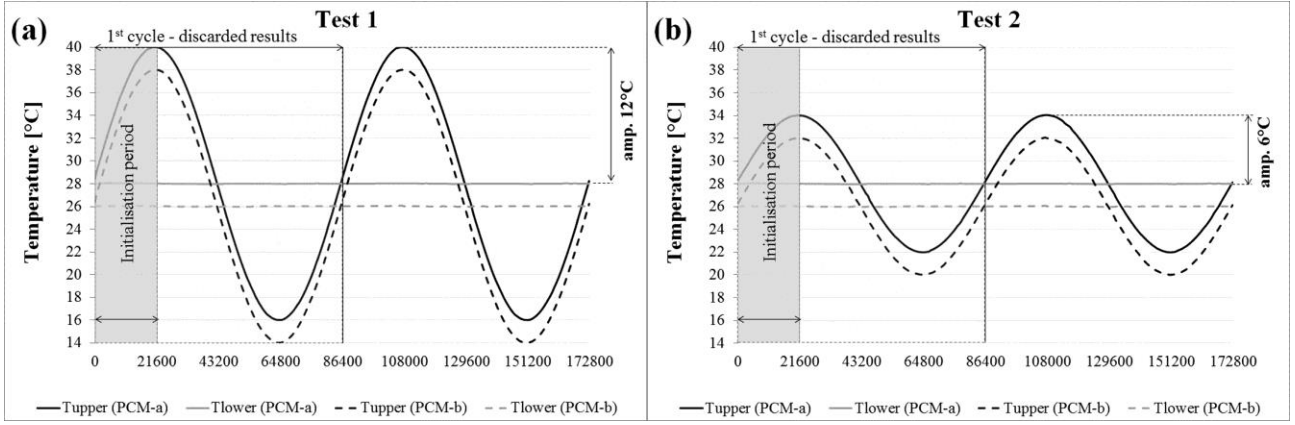 (a)
Test 1
1st cycle - discarded results
Temperature [°C]
40
38
36
34
32
30
28
26
24
22
20
18
16
14
Initialisation period
amp. 12°C
0 21600 43200 64800 86400 108000 129600 151200 172800
Tupper (PCM-a) Tlower (PCM-a) Tupper (PCM-b) Tlower (PCM-b)
(b)
Test 2
1st cycle - discarded results
Temperature [°C]
40
38
36
34
32
30
28
26
24
22
20
18
16
14
Initialisation period
amp. 6°C
0 21600 43200 64800 86400 108000 129600 151200 172800
Tupper (PCM-a) Tlower (PCM-a) Tupper (PCM-b) Tlower (PCM-b)